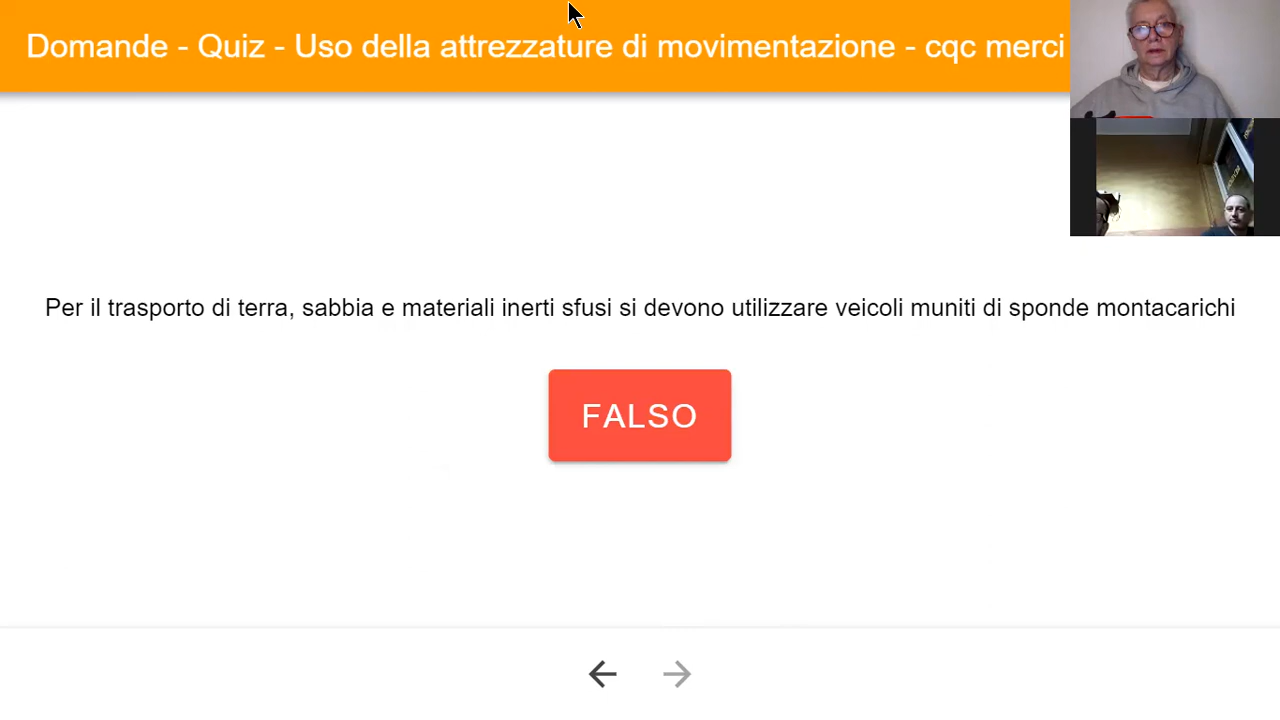 Domande - Quiz - Uso della attrezzature di movimentazione - cqc merci
Per il trasporto di terra, sabbia e materiali inerti sfusi si devono utilizzare veicoli muniti di sponde montacarichi
FALSO